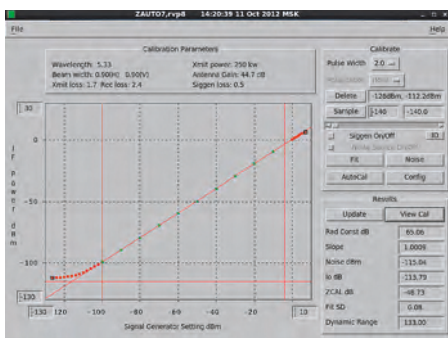 ZAUTO7,rvp8 14:20:39 11 Oct 2012 MSK
File
Help
Calibration Parameters
Wavelength: 5.33
Xmit power: 250 kw
Beam width: 0.90(H) 0.90(V)
Antenna Gain: 44.7 dB
Xmit loss: 1.7 Rec loss: 2.4
Siggen loss: 0.5
Calibrate
Pulse Width 2.0
Delete -126dBm, -112.2dBm
Sample -140 -140.0
Siggen On/Off
Fit
Noise
AutoCal
Config
Results
Update
View Cal
Rad Const dB 65.06
Slope 1.0009
Noise dBm -115.04
Io dB -113.79
ZCAL dB -46.73
Fit SD 0.08
Dynamic Range 133.00
30
0
-50
-100
-130
IF Power dBm
-130 -120 -100 -80 -60 -40 -20 10
Signal Generator Setting dBm